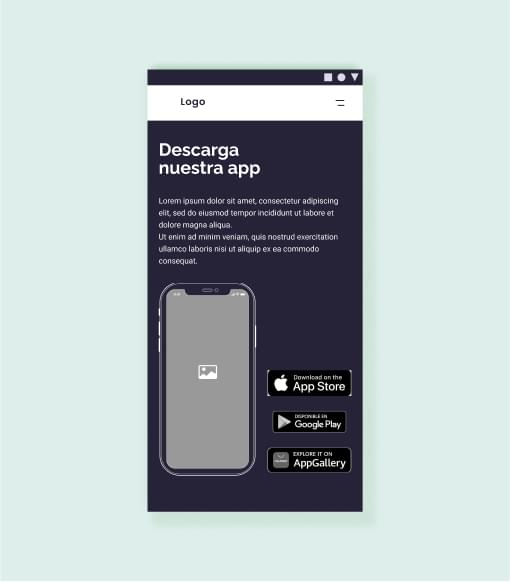 Logo
Descarga
nuestra app
Lorem ipsum dolor sit amet, consectetur adipiscing
elit, sed do eiusmod tempor incididunt ut labore et
dolore magna aliqua.
Ut enim ad minim veniam, quis nostrud exercitation
ullamco laboris nisi ut aliquip ex ea commodo
consequat.
Download on the
App Store
DISPONIBLE EN
Google Play
EXPLORE IT ON
AppGallery